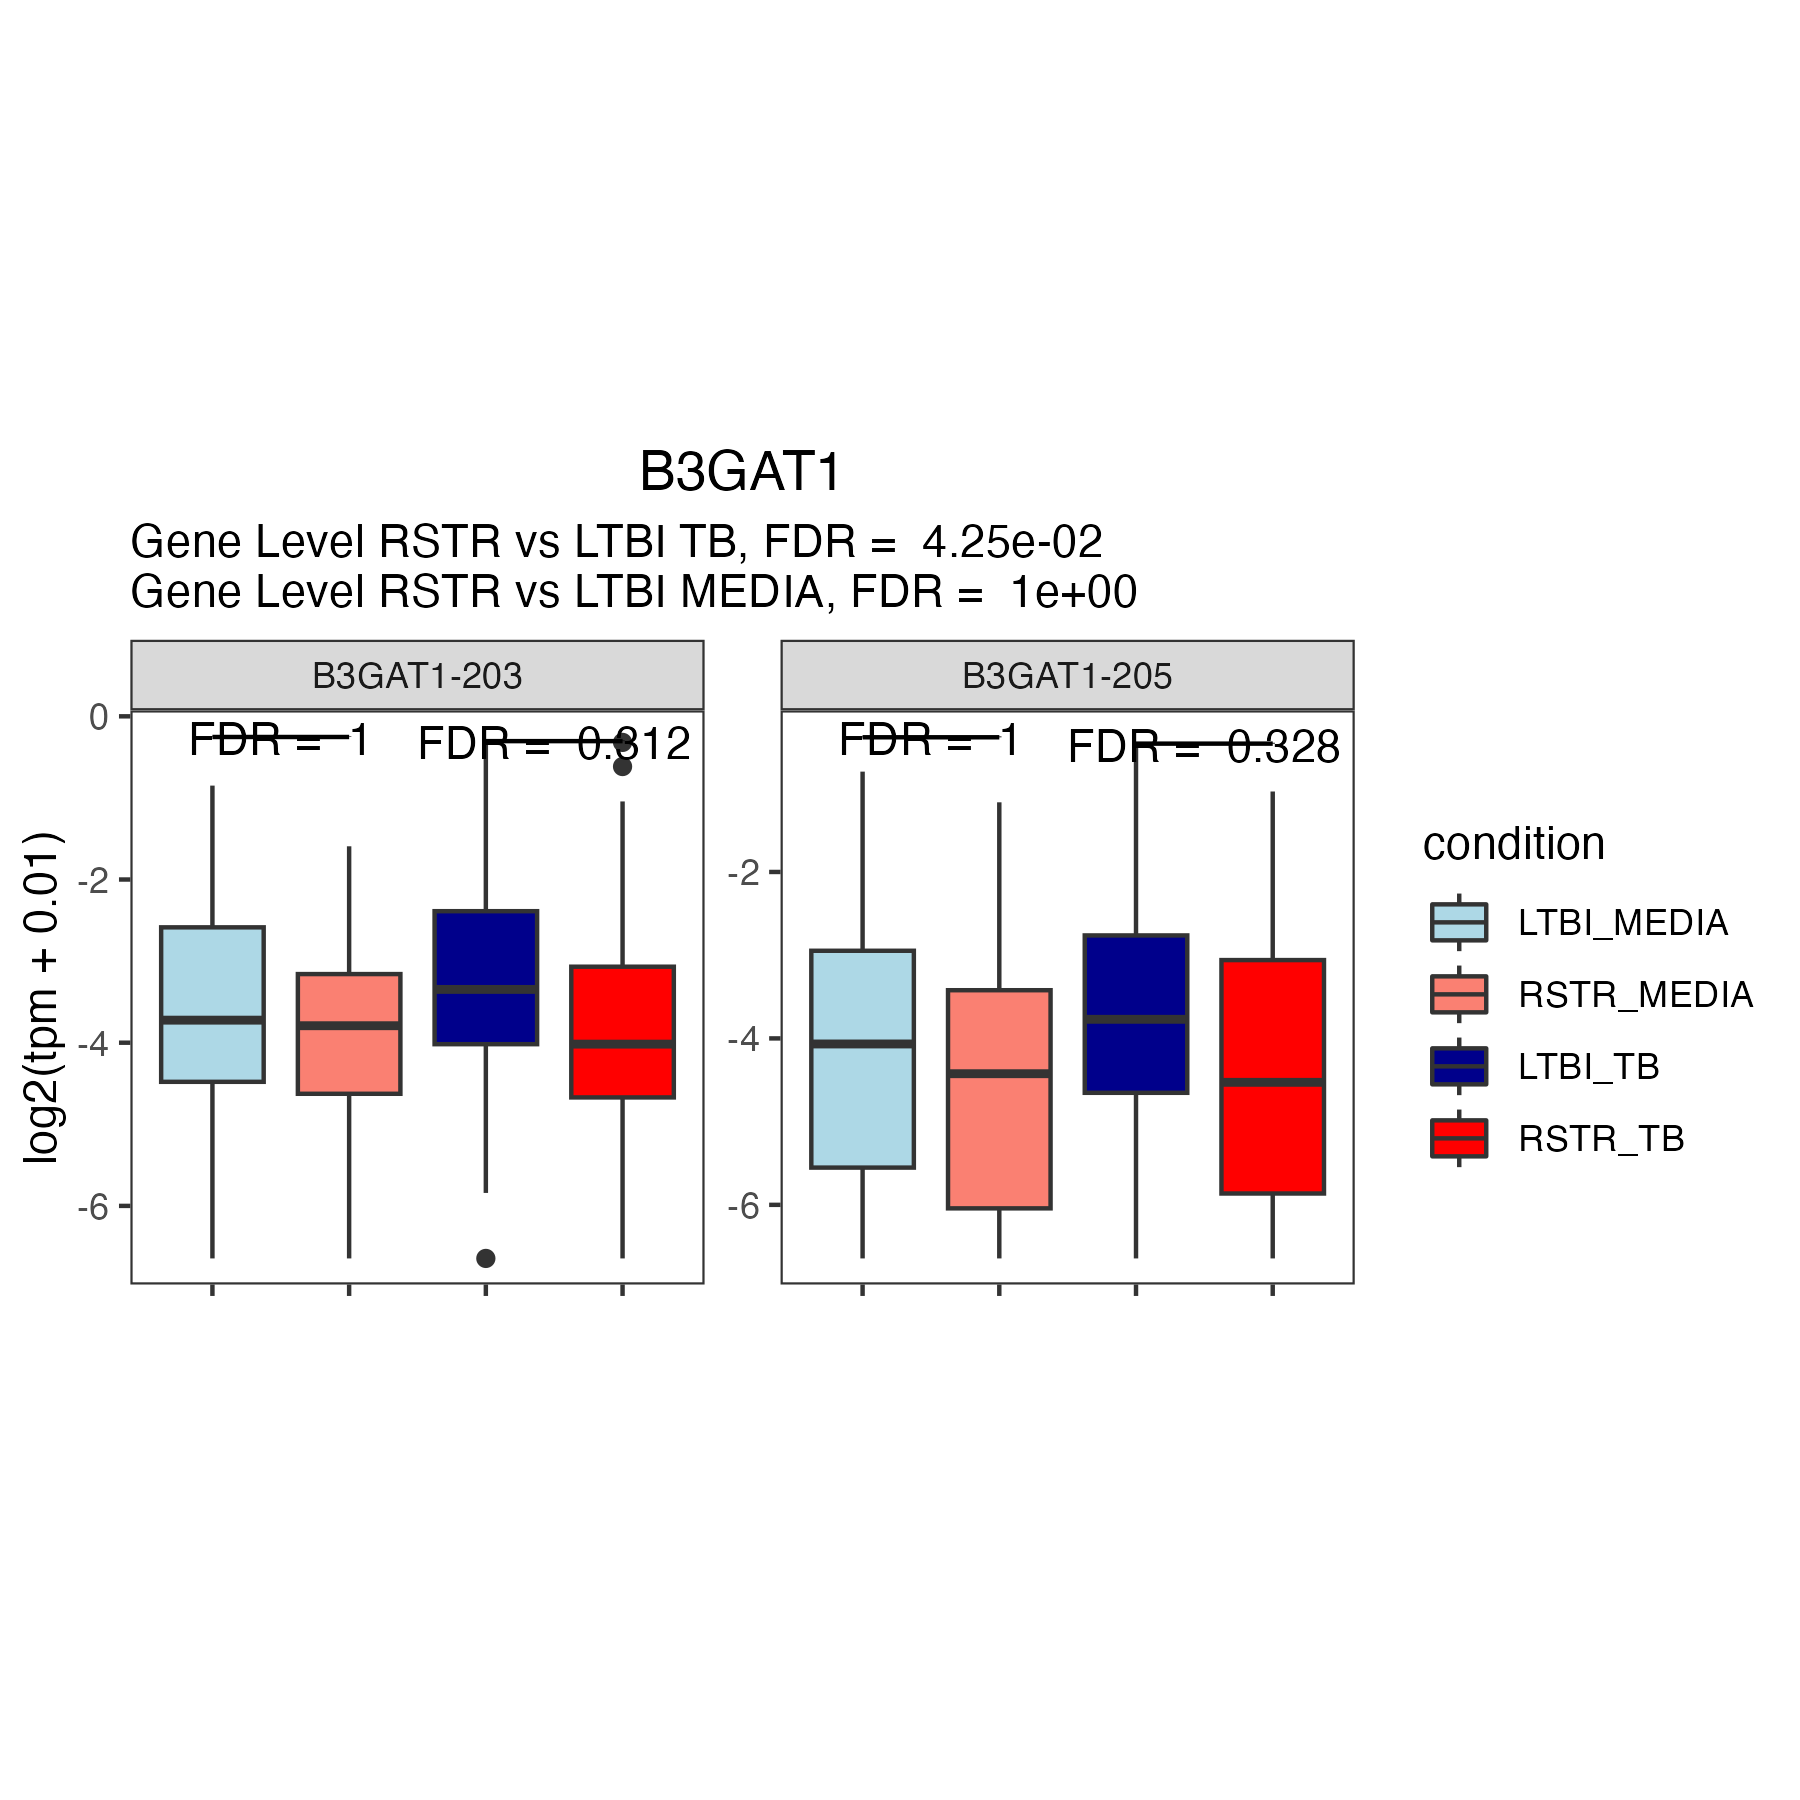 B3GAT1
Gene Level RSTR vs LTBI TB, FDR =  4.25e-02
Gene Level RSTR vs LTBI MEDIA, FDR =  1e+00
B3GAT1-203
B3GAT1-205
FDR =  1
FDR =  0.312
FDR =  1
FDR =  0.328
0
-2
-4
-6
-2
-4
-6
log2(tpm + 0.01)
condition
LTBI_MEDIA
RSTR_MEDIA
LTBI_TB
RSTR_TB